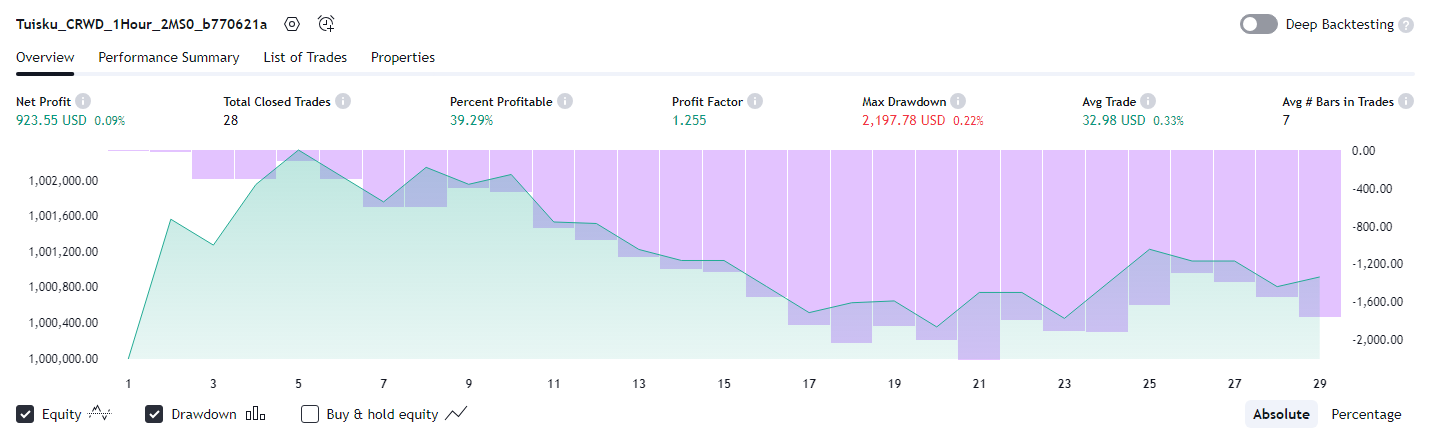 Tuisku_CRWD_1Hour_2MS0_b770621a Deep Backtesting ?
Overview Performance Summary List of Trades Properties
Net Profit Total Closed Trades Percent Profitable Profit Factor Max Drawdown Avg Trade Avg # Bars in Trades
923.55 USD 0.09% 28 39.29% 1.255 2,197.78 USD 0.22% 32.98 USD 0.33% 7
0.00
1,002,000.00 -400.00
1,001,600.00 -800.00
1,001,200.00 -1,200.00
1,000,800.00 -1,600.00
1,000,400.00 -2,000.00
1,000,000.00
1 3 5 7 9 11 13 15 17 19 21 23 25 27 29
Equity Drawdown Buy & hold equity Absolute Percentage